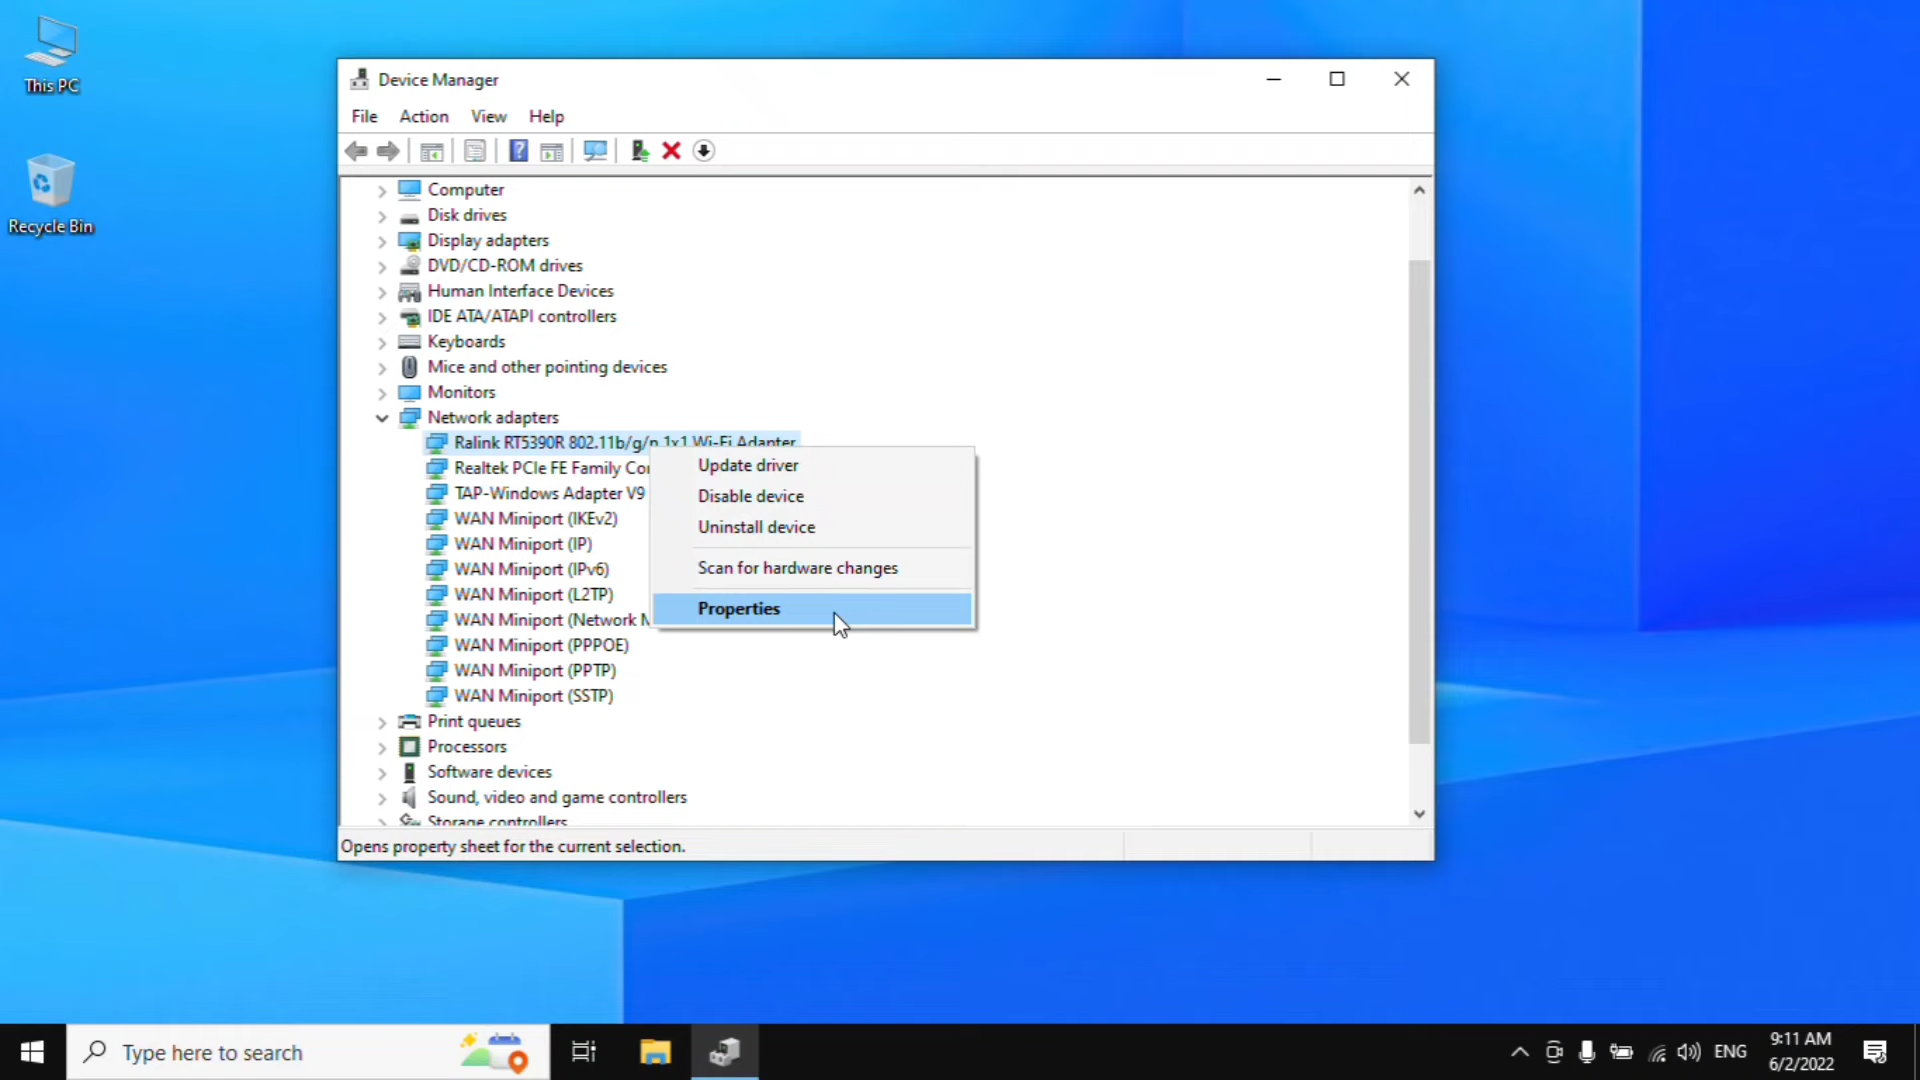 This PC
Recycle Bin
Device Manager
File Action View Help
Computer
Disk drives
Display adapters
DVD/CD-ROM drives
Human Interface Devices
IDE ATA/ATAPI controllers
Keyboards
Mice and other pointing devices
Monitors
Network adapters
Ralink RT5390R 802.11b/g/n 1x1 Wi-Fi Adapter
Realtek PCIe FE Family Co
TAP-Windows Adapter V9
WAN Miniport (IKEv2)
WAN Miniport (IP)
WAN Miniport (IPv6)
WAN Miniport (L2TP)
WAN Miniport (Network M
WAN Miniport (PPPOE)
WAN Miniport (PPTP)
WAN Miniport (SSTP)
Print queues
Processors
Software devices
Sound, video and game controllers
Storage controllers
Update driver
Disable device
Uninstall device
Scan for hardware changes
Properties
Opens property sheet for the current selection.
Type here to search
ENG
9:11 AM
6/2/2022